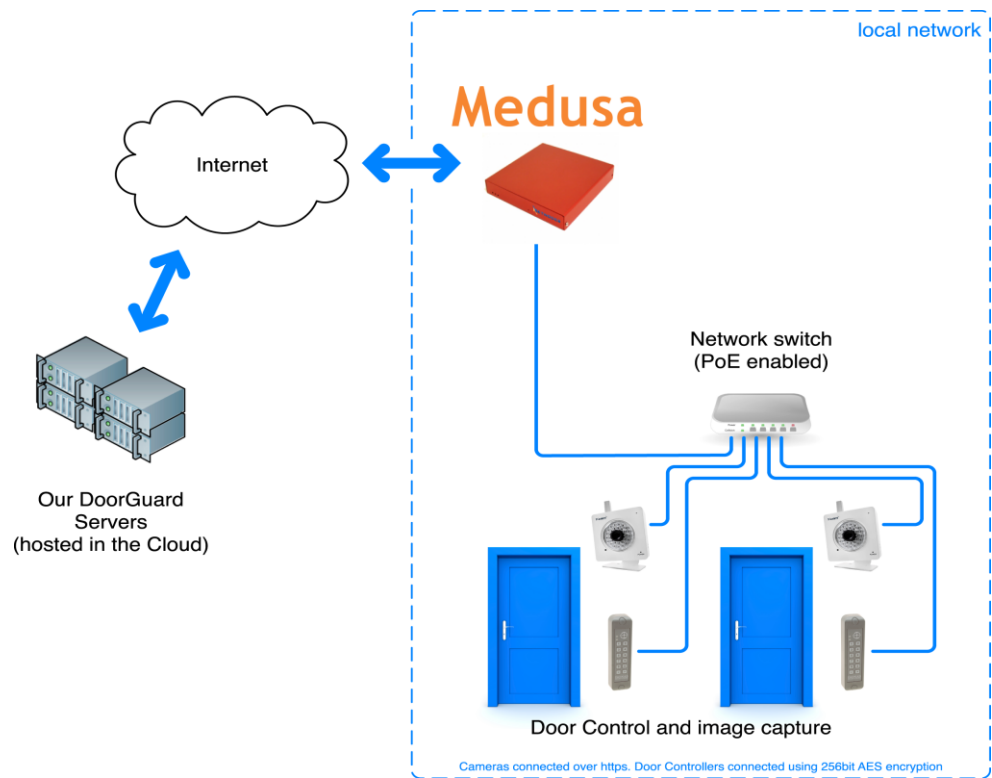 local network
Medusa
Internet
Network switch
(PoE enabled)
Our DoorGuard
Servers
(hosted in the Cloud)
Door Control and image capture
Cameras connected over https. Door Controllers connected using 256bit AES encryption